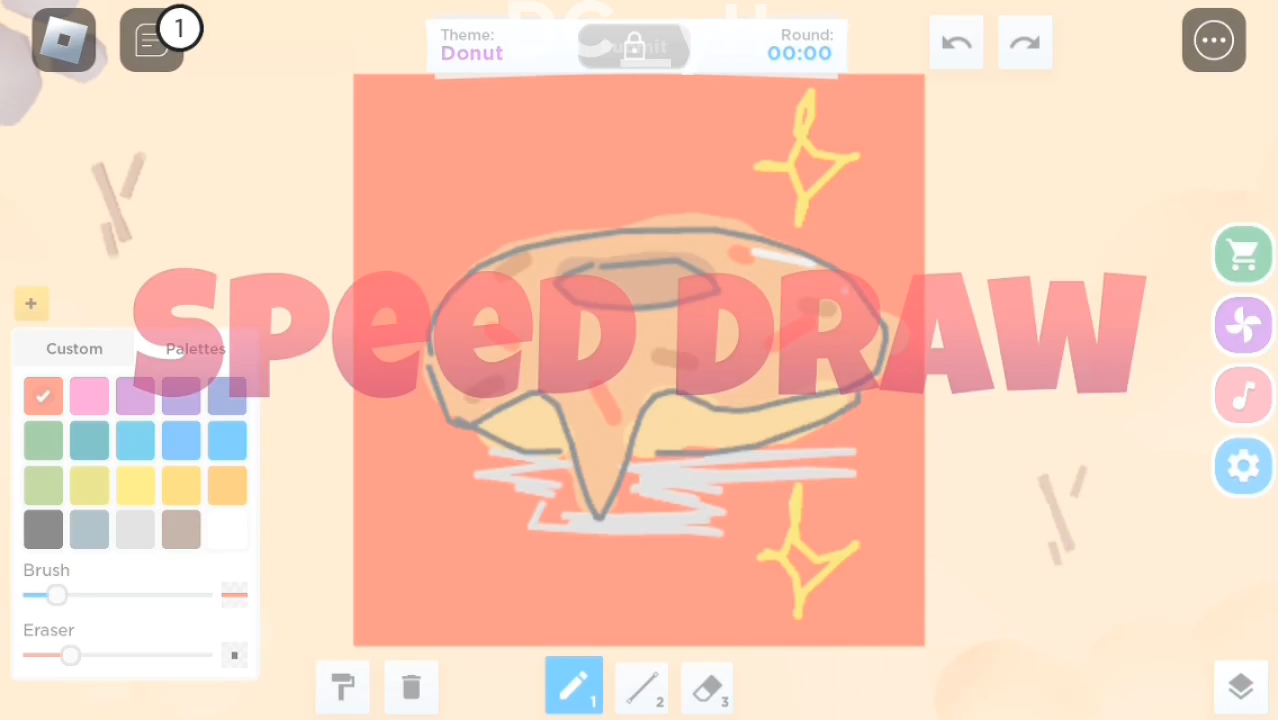 1
Theme:
Donut
Round:
00:00
SPEED DRAW
Custom
Palettes
Brush
Eraser
1
2
3